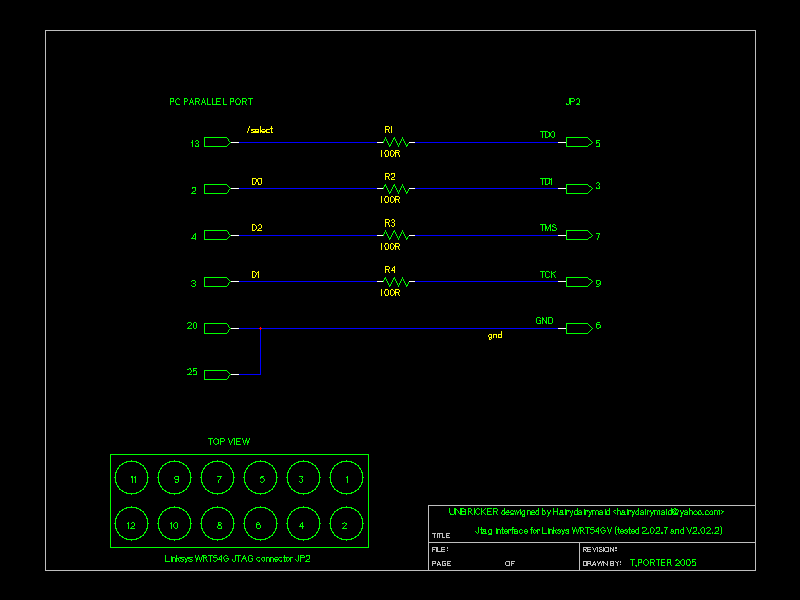 PC PARALLEL PORT JP2
/select R1 TDO
13 100R 5
D0 R2 TDI
2 100R 3
D2 R3 TMS
4 100R 7
D1 R4 TCK
3 100R 9
20 GND 6
gnd
25
TOP VIEW
11 9 7 5 3 1
12 10 8 6 4 2
Linksys WRT54G JTAG connector JP2
UNBRICKER deswigned by Hairydairymaid <hairydairymaid@yahoo.com>
TITLE Jtag interface for Linksys WRT54GV (tested 2.02.7 and V2.02.2)
FILE: REVISION:
PAGE OF DRAWN BY: T.PORTER 2005